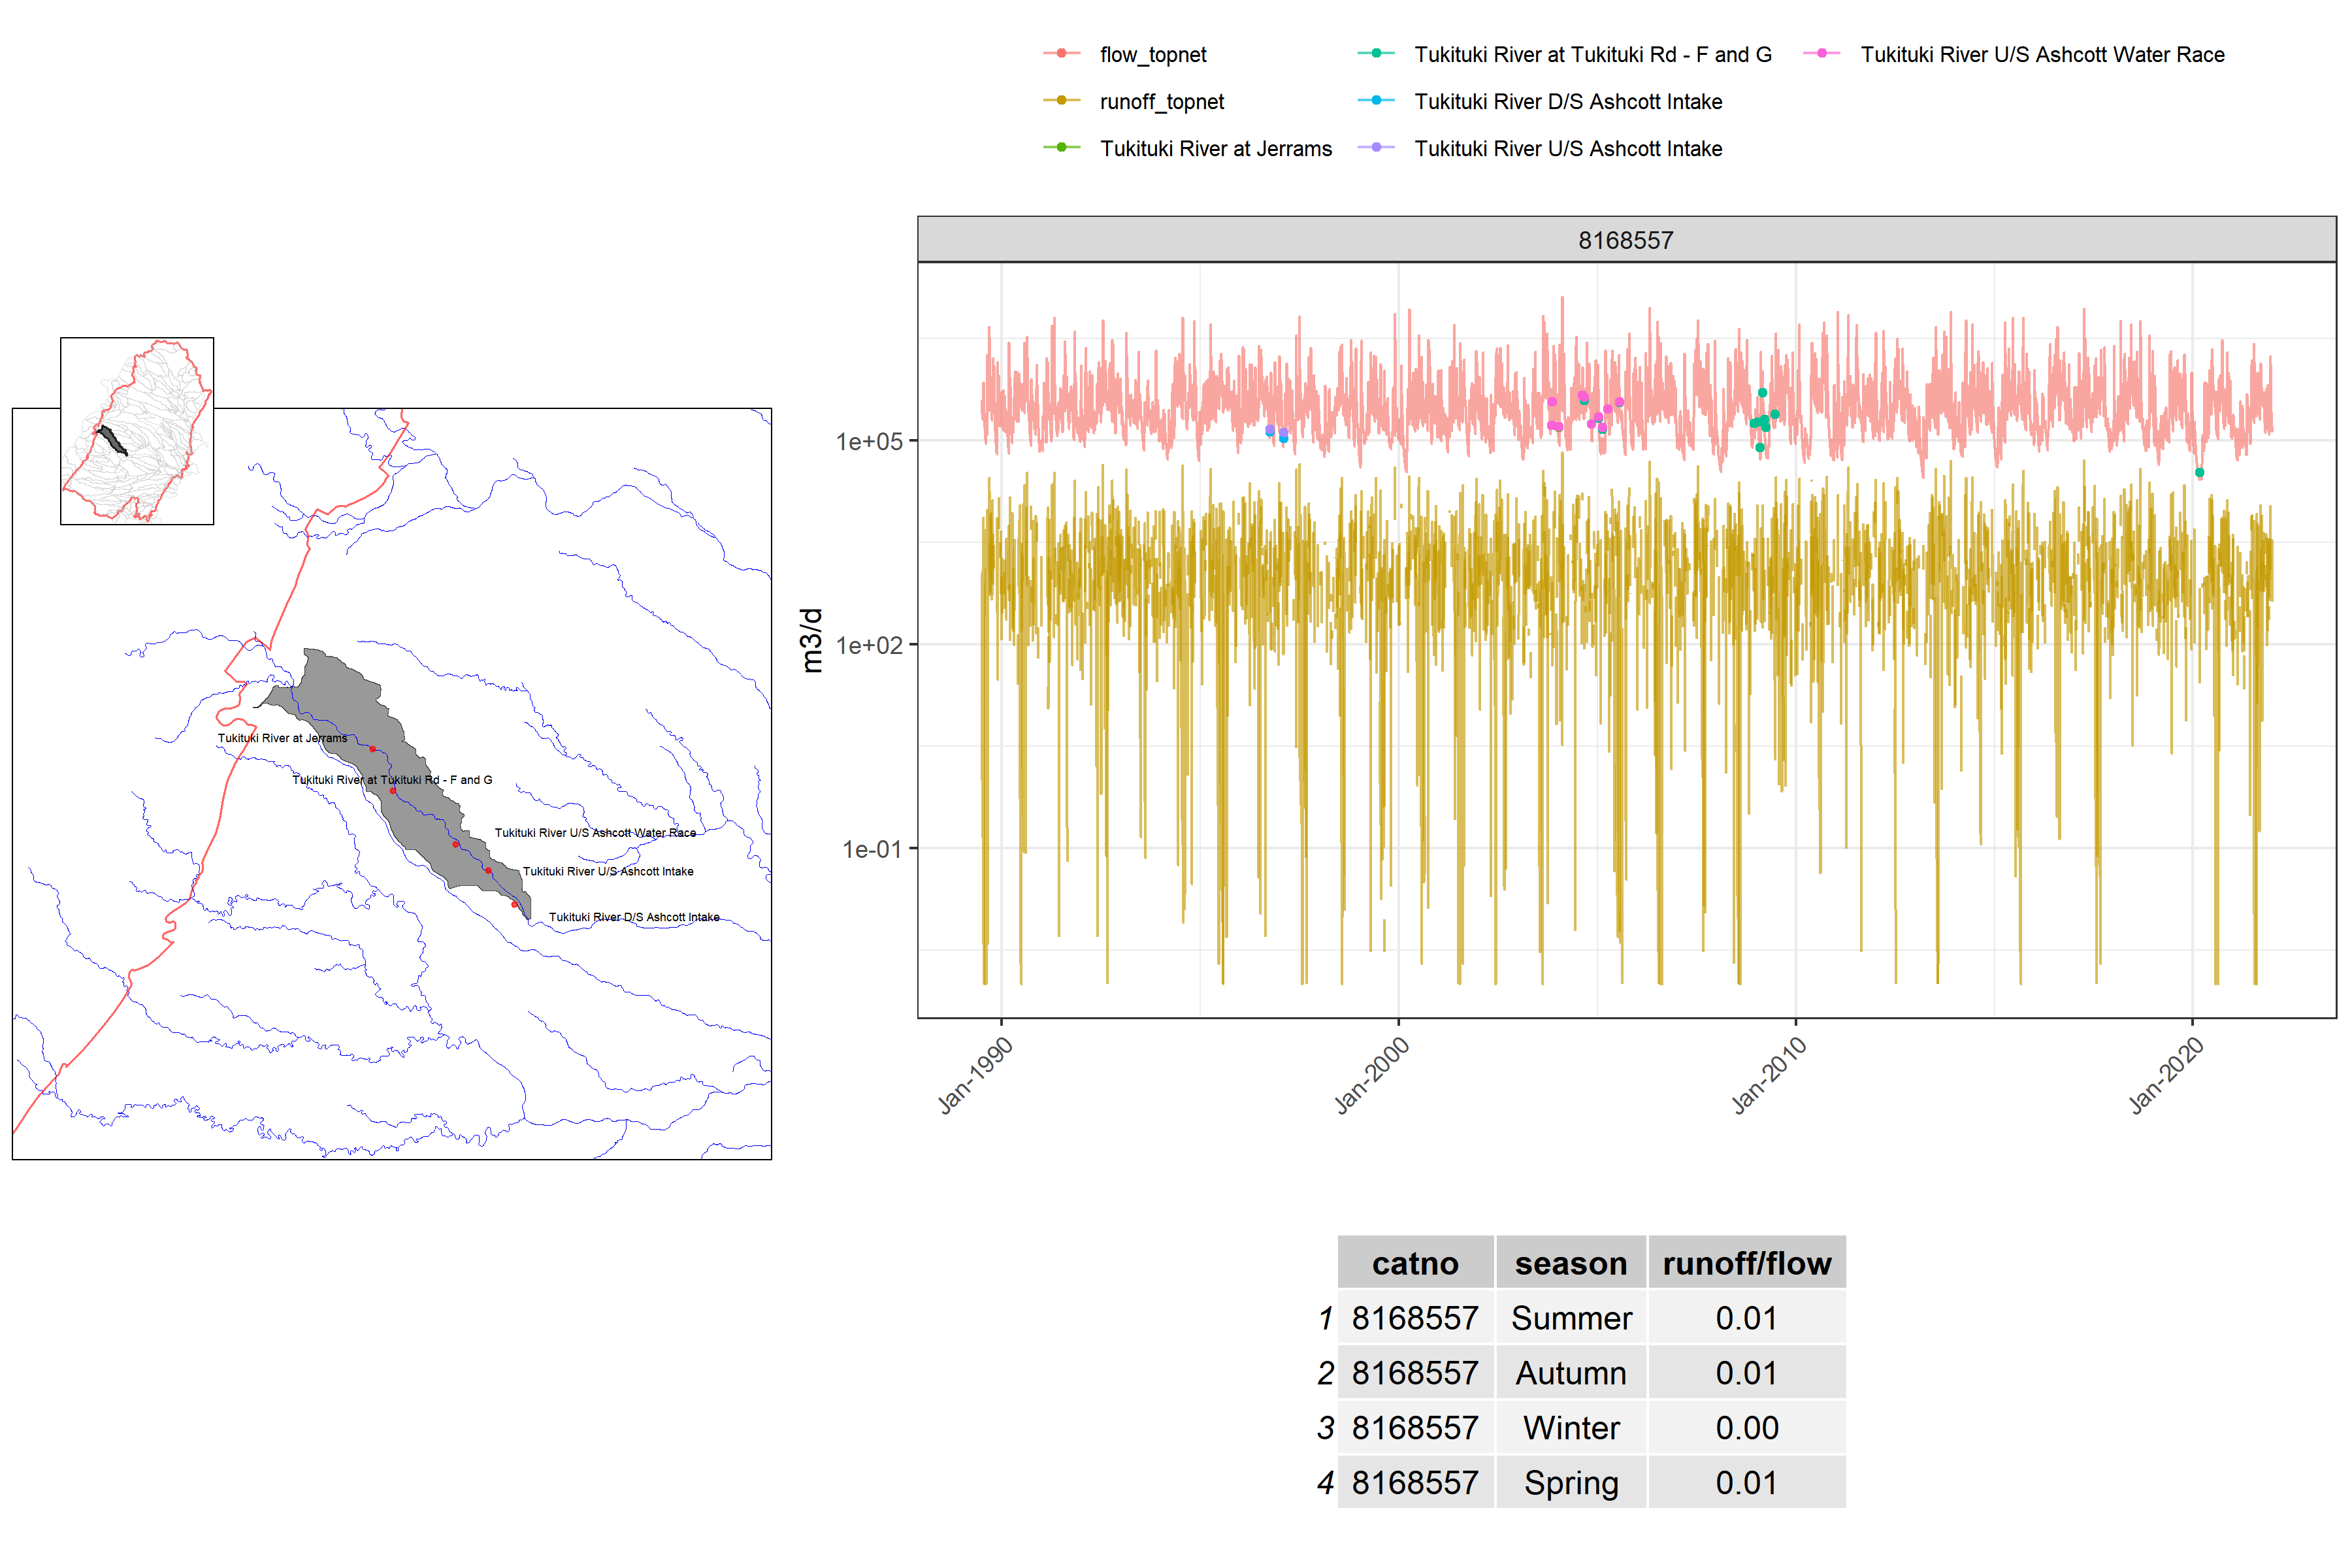 flow_topnet
runoff_topnet
Tukituki River at Jerrams
Tukituki River at Tukituki Rd - F and G
Tukituki River D/S Ashcott Intake
Tukituki River U/S Ashcott Intake
Tukituki River U/S Ashcott Water Race
8168557
m3/d
1e+05
1e+02
1e-01
Jan-1990
Jan-2000
Jan-2010
Jan-2020
Tukituki River at Jerrams
Tukituki River at Tukituki Rd - F and G
Tukituki River U/S Ashcott Water Race
Tukituki River U/S Ashcott Intake
Tukituki River D/S Ashcott Intake
catno season runoff/flow
1 8168557 Summer 0.01
2 8168557 Autumn 0.01
3 8168557 Winter 0.00
4 8168557 Spring 0.01